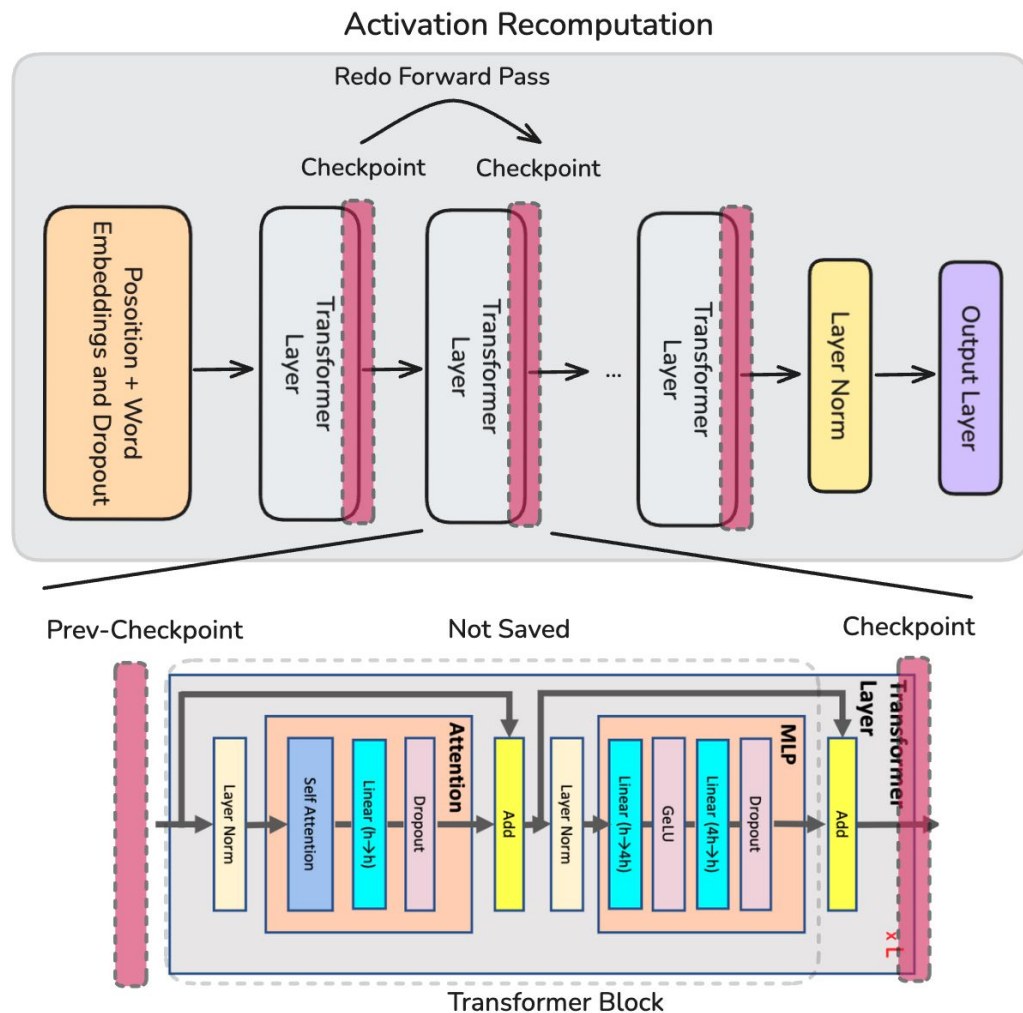 Activation Recomputation
Redo Forward Pass
Checkpoint
Checkpoint
Posoition + Word
Embeddings and Dropout
Transformer
Layer
Transformer
Layer
...
Transformer
Layer
Layer Norm
Output Layer
Prev-Checkpoint
Not Saved
Checkpoint
Transformer
Layer
Layer Norm
Attention
Self Attention
Linear (h→h)
Dropout
Add
Layer Norm
MLP
Linear (h→4h)
GeLU
Linear (4h→h)
Dropout
Add
x L
Transformer Block